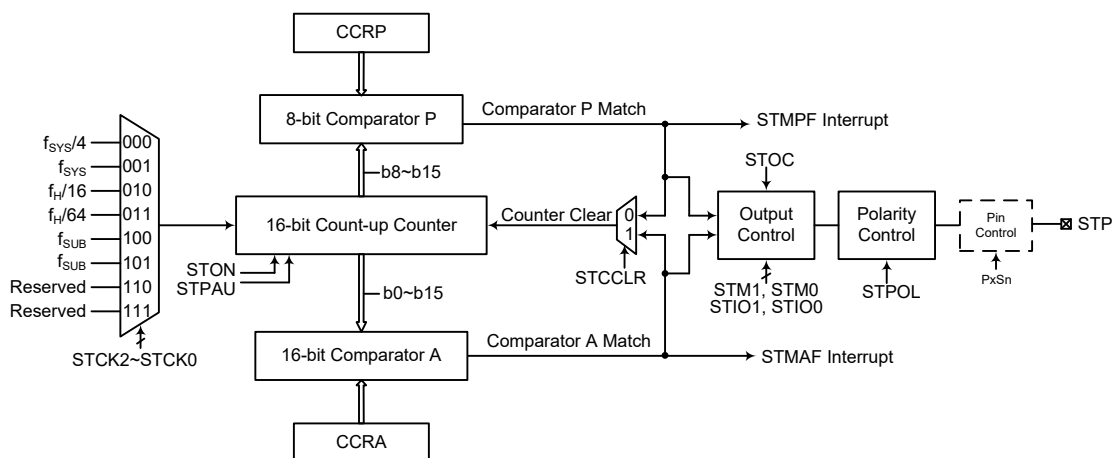 CCRP
8-bit Comparator P
Comparator P Match
STMPF Interrupt
b8~b15
fSYS/4 000
fSYS 001
fH/16 010
fH/64 011
fSUB 100
fSUB 101
Reserved 110
Reserved 111
STCK2~STCK0
16-bit Count-up Counter
STON
STPAU
Counter Clear
0
1
STCCLR
STOC
Output
Control
STM1, STM0
STIO1, STIO0
Polarity
Control
STPOL
Pin
Control
PxSn
STP
b0~b15
16-bit Comparator A
Comparator A Match
STMAF Interrupt
CCRA